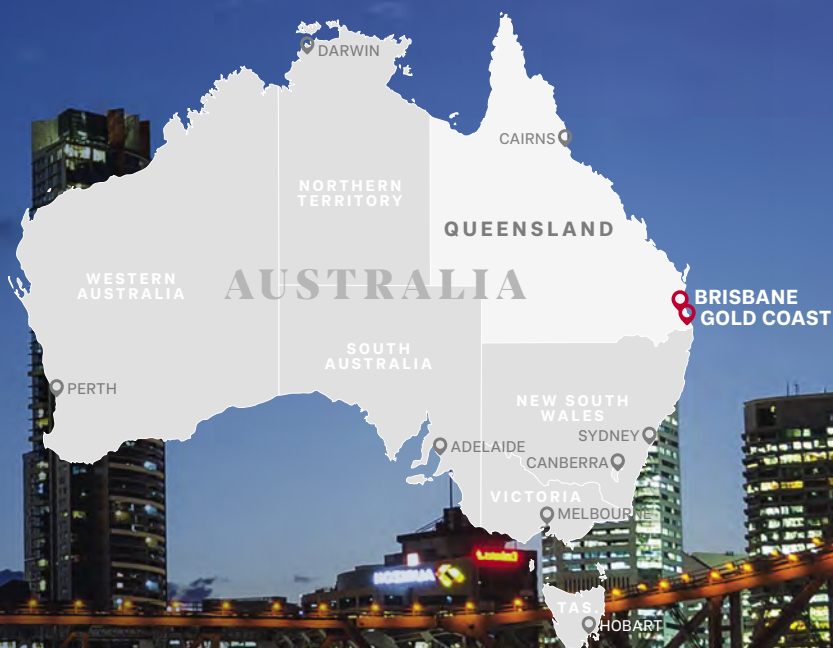 DARWIN
CAIRNS
NORTHERN
TERRITORY
QUEENSLAND
WESTERN
AUSTRALIA
AUSTRALIA
BRISBANE
GOLD COAST
SOUTH
AUSTRALIA
PERTH
NEW SOUTH
WALES
SYDNEY
ADELAIDE
CANBERRA
VICTORIA
MELBOURNE
TAS.
HOBART